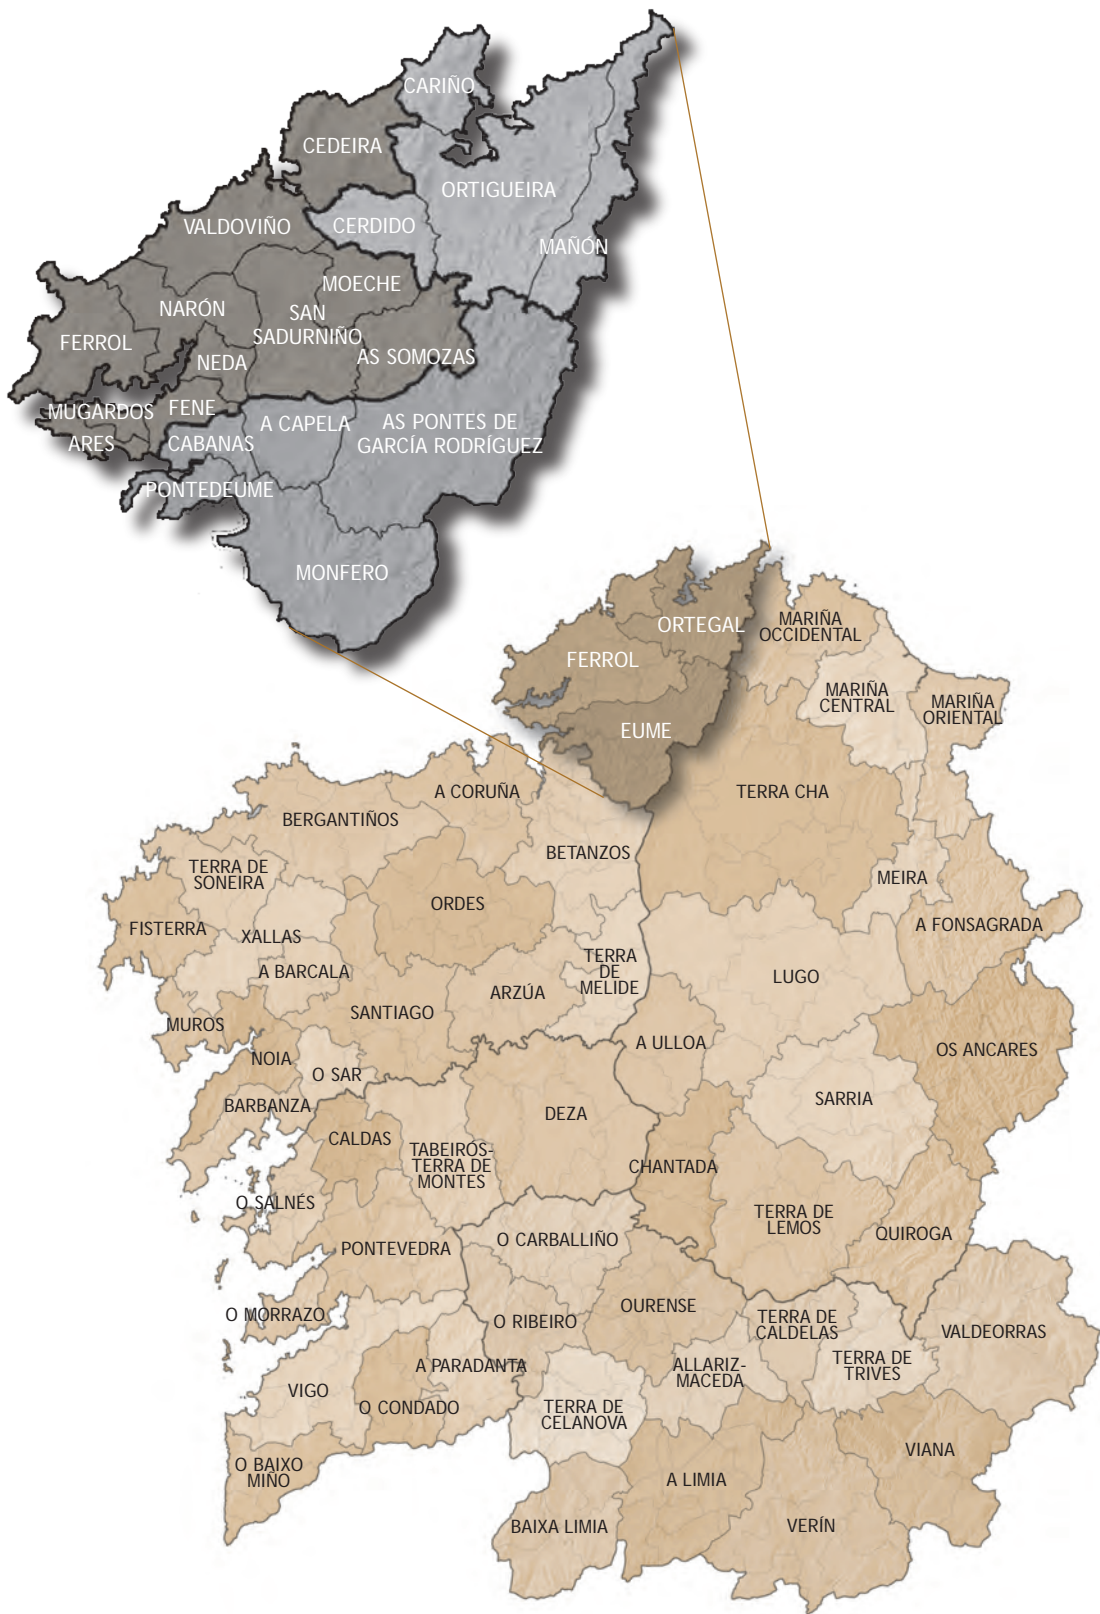 CARIÑO
CEDEIRA
ORTIGUEIRA
VALDOVIÑO
CERDIDO
MAÑÓN
MOECHE
NARÓN
SAN
SADURNIÑO
FERROL
NEDA
AS SOMOZAS
MUGARDOS
FENE
ARES
CABANAS
A CAPELA
AS PONTES DE
GARCÍA RODRÍGUEZ
PONTEDEUME
MONFERO
ORTEGAL
MARIÑA
OCCIDENTAL
FERROL
MARIÑA
CENTRAL
MARIÑA
ORIENTAL
EUME
A CORUÑA
TERRA CHA
BERGANTIÑOS
BETANZOS
TERRA DE
SONEIRA
MEIRA
ORDES
FISTERRA
XALLAS
A FONSAGRADA
A BARCALA
TERRA
DE
MELIDE
ARZÚA
LUGO
MUROS
SANTIAGO
NOIA
A ULLOA
OS ANCARES
O SAR
BARBANZA
SARRIA
DEZA
CALDAS
TABEIRÓS-
TERRA DE
MONTES
CHANTADA
O SALNÉS
TERRA DE
LEMOS
QUIROGA
PONTEVEDRA
O CARBALLIÑO
O MORRAZO
O RIBEIRO
OURENSE
TERRA DE
CALDELAS
VALDEORRAS
A PARADANTA
ALLARIZ-
MACEDA
TERRA DE
TRIVES
VIGO
O CONDADO
TERRA DE
CELANOVA
VIANA
O BAIXO
MIÑO
A LIMIA
BAIXA LIMIA
VERÍN